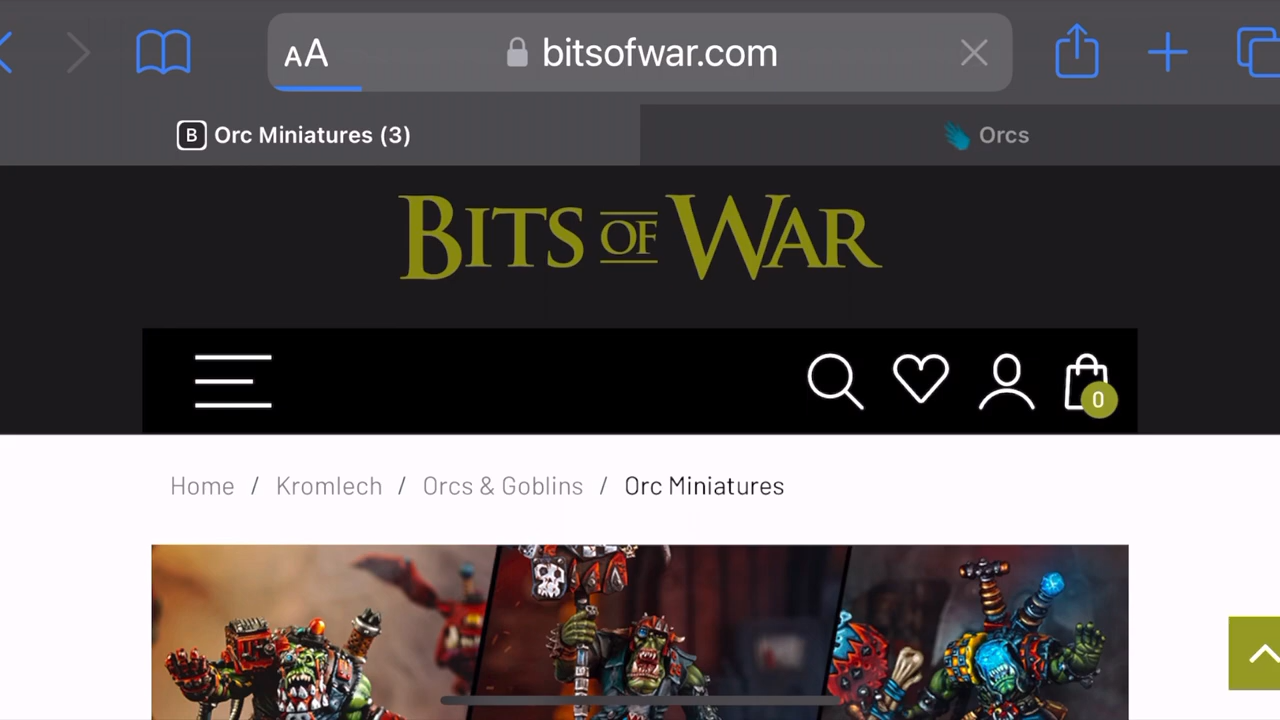 AA bitsofwar.com
B Orc Miniatures (3) Orcs
BITS OF WAR
0
Home / Kromlech / Orcs & Goblins / Orc Miniatures